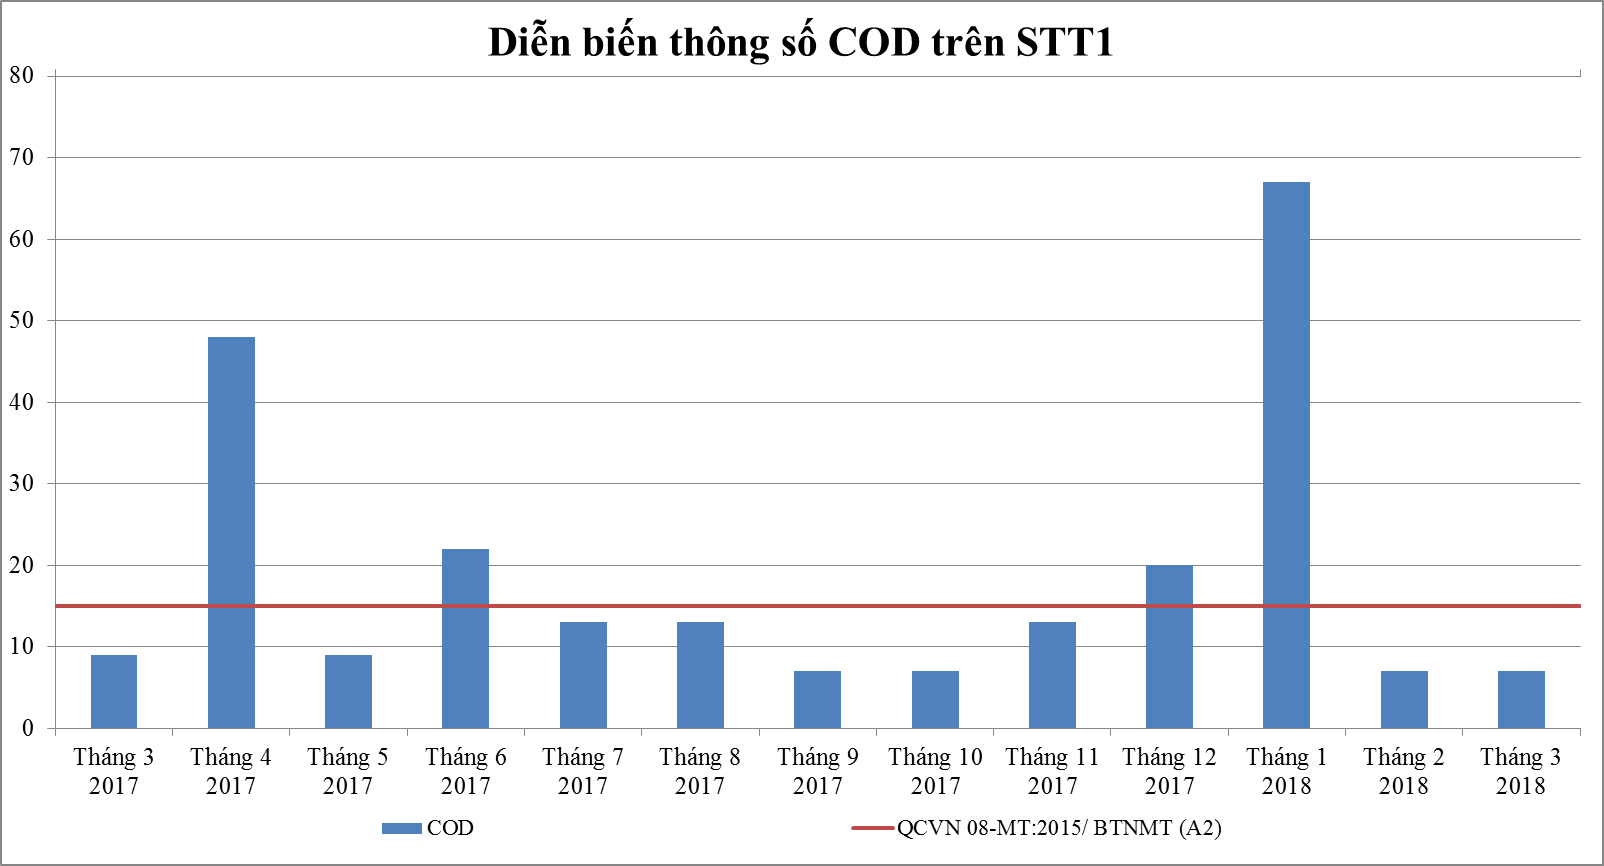 Diễn biến thông số COD trên STT1
80
70
60
50
40
30
20
10
0
Tháng 3 Tháng 4 Tháng 5 Tháng 6 Tháng 7 Tháng 8 Tháng 9 Tháng 10 Tháng 11 Tháng 12 Tháng 1 Tháng 2 Tháng 3
2017 2017 2017 2017 2017 2017 2017 2017 2017 2017 2018 2018 2018
COD QCVN 08-MT:2015/ BTNMT (A2)